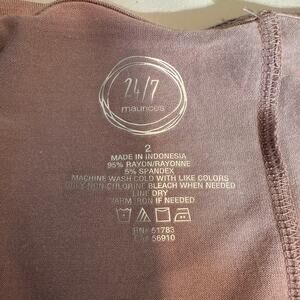 24/7
maurices
2
MADE IN INDONESIA
95% RAYON/RAYONNE
5% SPANDEX
MACHINE WASH COLD WITH LIKE COLORS
ONLY NON-CHLORINE BLEACH WHEN NEEDED
LINE DRY
WARM IRON IF NEEDED
RN# 51783
56910